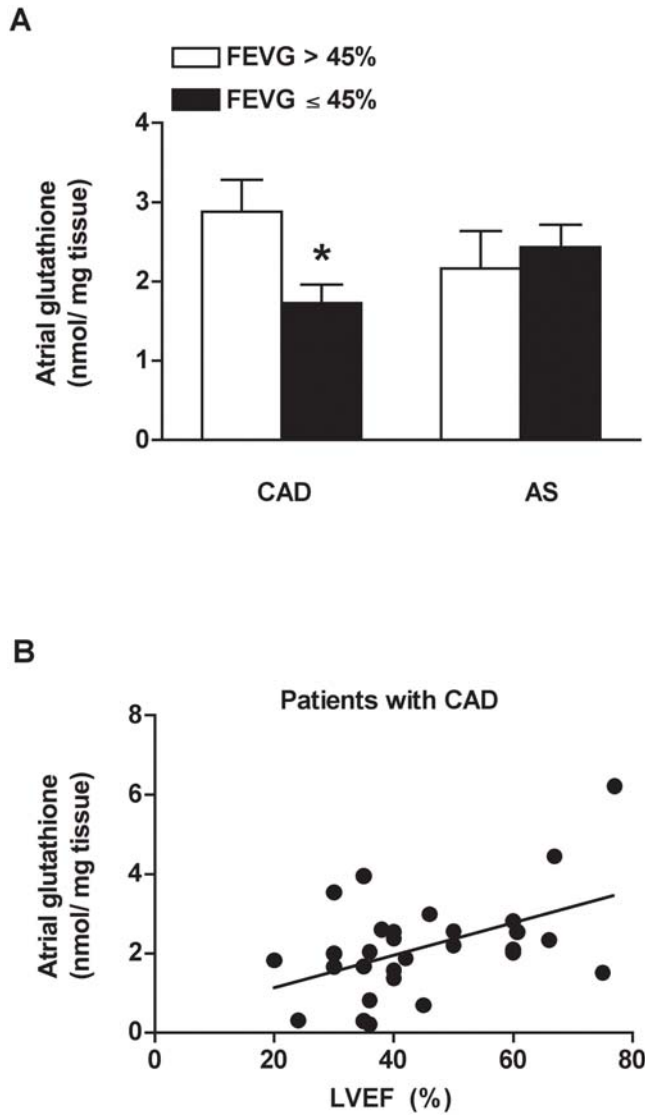 A
FEVG > 45%
FEVG ≤ 45%
Atrial glutathione
(nmol/ mg tissue)
4
3
2
1
0
*
CAD
AS
B
Patients with CAD
Atrial glutathione
(nmol/ mg tissue)
8
6
4
2
0
0
20
40
60
80
LVEF (%)